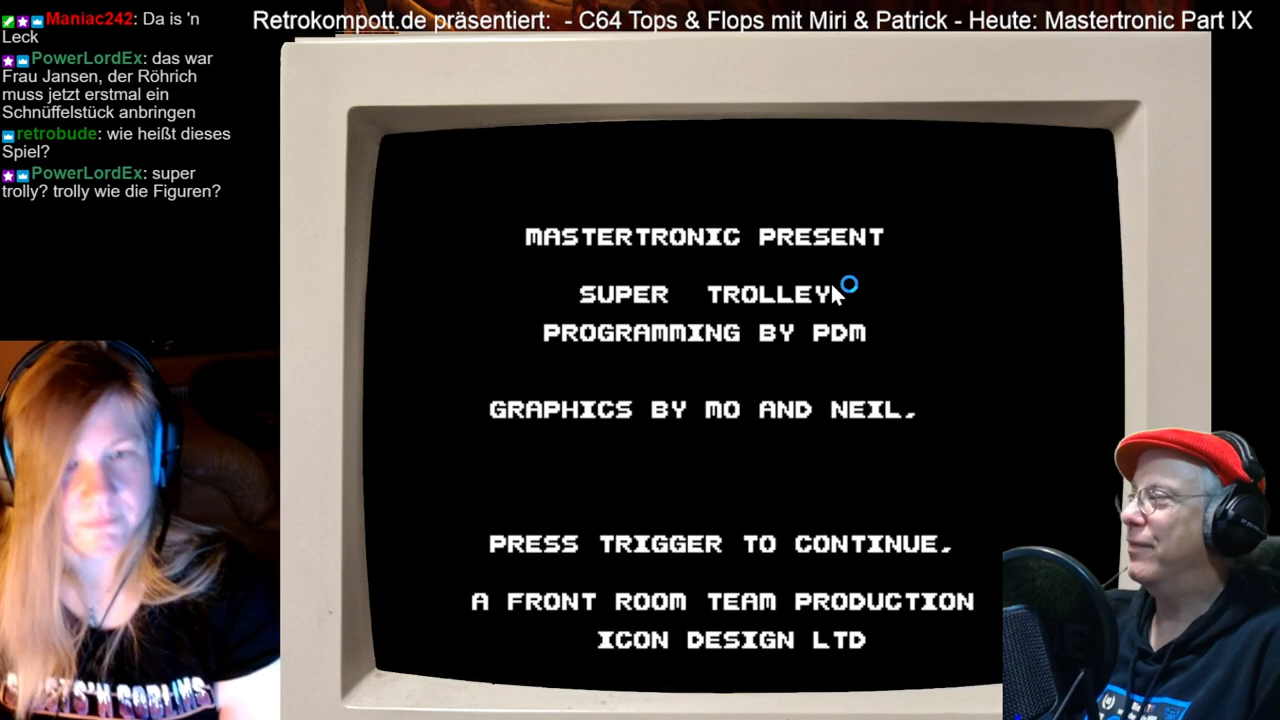 Retrokompott.de präsentiert:  - C64 Tops & Flops mit Miri & Patrick - Heute: Mastertronic Part IX
Maniac242: Da is 'n
Leck
PowerLordEx: das war
Frau Jansen, der Röhrich
muss jetzt erstmal ein
Schnüffelstück anbringen
retrobude: wie heißt dieses
Spiel?
PowerLordEx: super
trolly? trolly wie die Figuren?
MASTERTRONIC PRESENT
SUPER TROLLEY
PROGRAMMING BY PDM
GRAPHICS BY MO AND NEIL.
PRESS TRIGGER TO CONTINUE.
A FRONT ROOM TEAM PRODUCTION
ICON DESIGN LTD